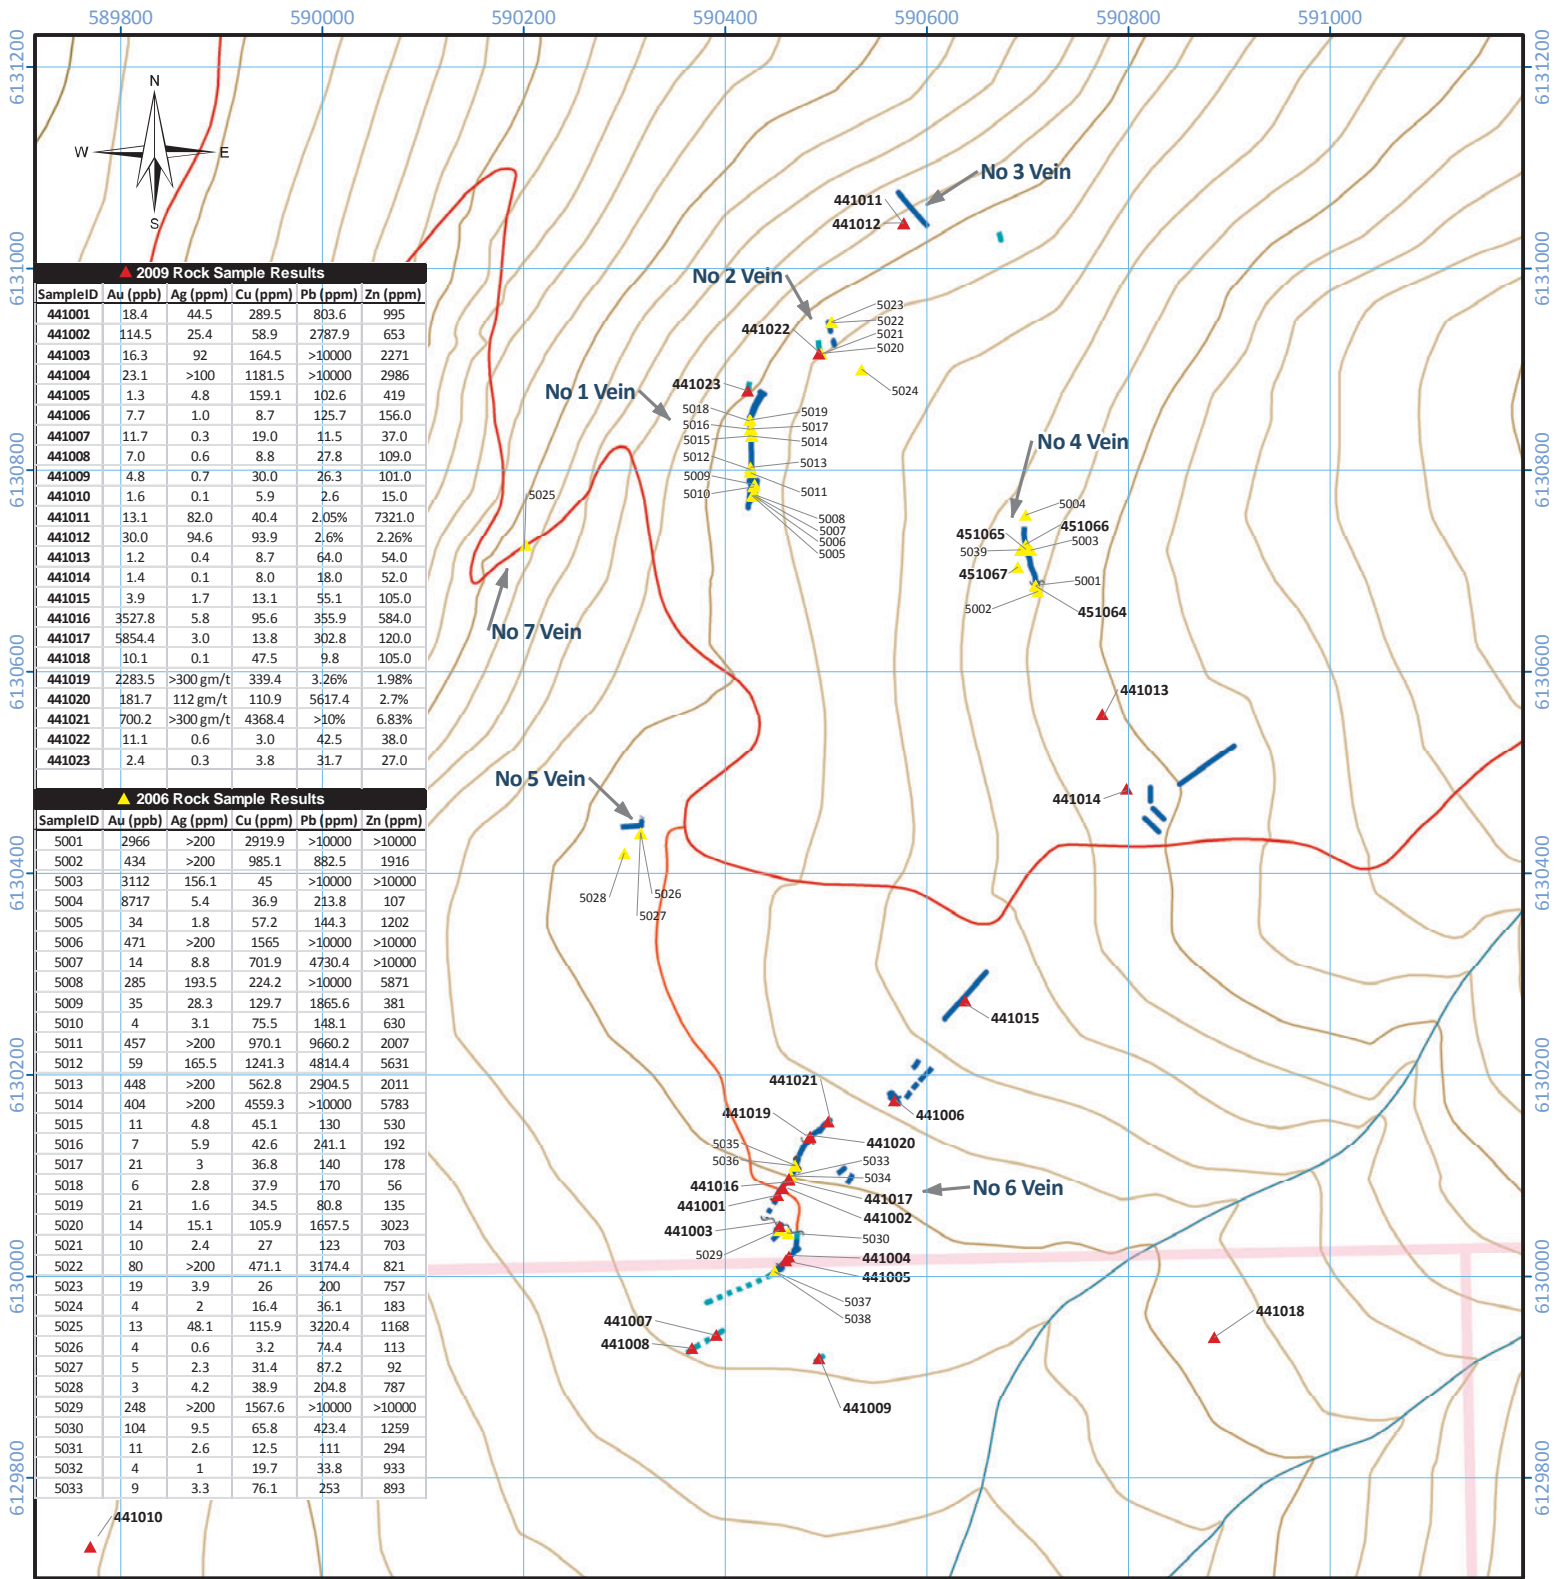 589800 590000 590200 590400 590600 590800 591000
6131200 6131200
N
W E
S
No 3 Vein
441011
441012
6131000 6131000
No 2 Vein
5023
5022
5021
5020
441022
5024
441023
No 1 Vein
5018 5019
5016 5017
5015 5014
5012 5013
5009
5010 5011
5008
5007
5006
5005
6130800 6130800
No 4 Vein
5004
451066
451065
5003
5039
451067
5001
5002
451064
5025
No 7 Vein
6130600 6130600
441013
441014
No 5 Vein
5026
5028
5027
6130400 6130400
441015
6130200 6130200
441021
441006
441019
441020
5035
5033
5036
5034
441016
441017
441001
441002
441003
5030
5029
441004
441005
No 6 Vein
6130000 6130000
5037
5038
441007
441008
441009
441018
6129800 6129800
441010
2009 Rock Sample Results
SampleID Au (ppb) Ag (ppm) Cu (ppm) Pb (ppm) Zn (ppm)
441001 18.4 44.5 289.5 803.6 995
441002 114.5 25.4 58.9 2787.9 653
441003 16.3 92 164.5 >10000 2271
441004 23.1 >100 1181.5 >10000 2986
441005 1.3 4.8 159.1 102.6 419
441006 7.7 1.0 8.7 125.7 156.0
441007 11.7 0.3 19.0 11.5 37.0
441008 7.0 0.6 8.8 27.8 109.0
441009 4.8 0.7 30.0 26.3 101.0
441010 1.6 0.1 5.9 2.6 15.0
441011 13.1 82.0 40.4 2.05% 7321.0
441012 30.0 94.6 93.9 2.6% 2.26%
441013 1.2 0.4 8.7 64.0 54.0
441014 1.4 0.1 8.0 18.0 52.0
441015 3.9 1.7 13.1 55.1 105.0
441016 3527.8 5.8 95.6 355.9 584.0
441017 5854.4 3.0 13.8 302.8 120.0
441018 10.1 0.1 47.5 9.8 105.0
441019 2283.5 >300 gm/t 339.4 3.26% 1.98%
441020 181.7 112 gm/t 110.9 5617.4 2.7%
441021 700.2 >300 gm/t 4368.4 >10% 6.83%
441022 11.1 0.6 3.0 42.5 38.0
441023 2.4 0.3 3.8 31.7 27.0
2006 Rock Sample Results
SampleID Au (ppb) Ag (ppm) Cu (ppm) Pb (ppm) Zn (ppm)
5001 2966 >200 2919.9 >10000 >10000
5002 434 >200 985.1 882.5 1916
5003 3112 156.1 45 >10000 >10000
5004 8717 5.4 36.9 213.8 107
5005 34 1.8 57.2 144.3 1202
5006 471 >200 1565 >10000 >10000
5007 14 8.8 701.9 4730.4 >10000
5008 285 193.5 224.2 >10000 5871
5009 35 28.3 129.7 1865.6 381
5010 4 3.1 75.5 148.1 630
5011 457 >200 970.1 9660.2 2007
5012 59 165.5 1241.3 4814.4 5631
5013 448 >200 562.8 2904.5 2011
5014 404 >200 4559.3 >10000 5783
5015 11 4.8 45.1 130 530
5016 7 5.9 42.6 241.1 192
5017 21 3 36.8 140 178
5018 6 2.8 37.9 170 56
5019 21 1.6 34.5 80.8 135
5020 14 15.1 105.9 1657.5 3023
5021 10 2.4 27 123 703
5022 80 >200 471.1 3174.4 821
5023 19 3.9 26 200 757
5024 4 2 16.4 36.1 183
5025 13 48.1 115.9 3220.4 1168
5026 4 0.6 3.2 74.4 113
5027 5 2.3 31.4 87.2 92
5028 3 4.2 38.9 204.8 787
5029 248 >200 1567.6 >10000 >10000
5030 104 9.5 65.8 423.4 1259
5031 11 2.6 12.5 111 294
5032 4 1 19.7 33.8 933
5033 9 3.3 76.1 253 893